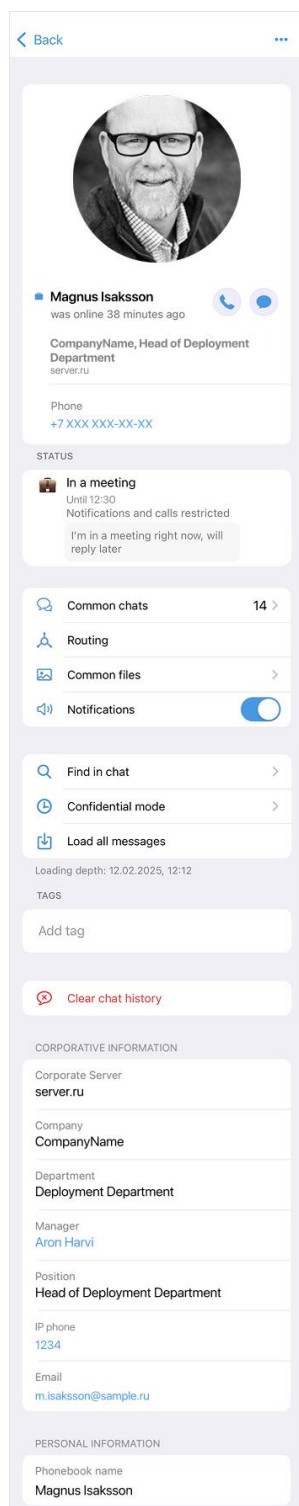 Back
Magnus Isaksson
was online 38 minutes ago
CompanyName, Head of Deployment
Department
server.ru
Phone
+7 XXX XXX-XX-XX
STATUS
In a meeting
Until 12:30
Notifications and calls restricted
I'm in a meeting right now, will
reply later
Common chats 14
Routing
Common files
Notifications
Find in chat
Confidential mode
Load all messages
Loading depth: 12.02.2025, 12:12
TAGS
Add tag
Clear chat history
CORPORATIVE INFORMATION
Corporate Server
server.ru
Company
CompanyName
Department
Deployment Department
Manager
Aron Harvi
Position
Head of Deployment Department
IP phone
1234
Email
m.isaksson@sample.ru
PERSONAL INFORMATION
Phonebook name
Magnus Isaksson